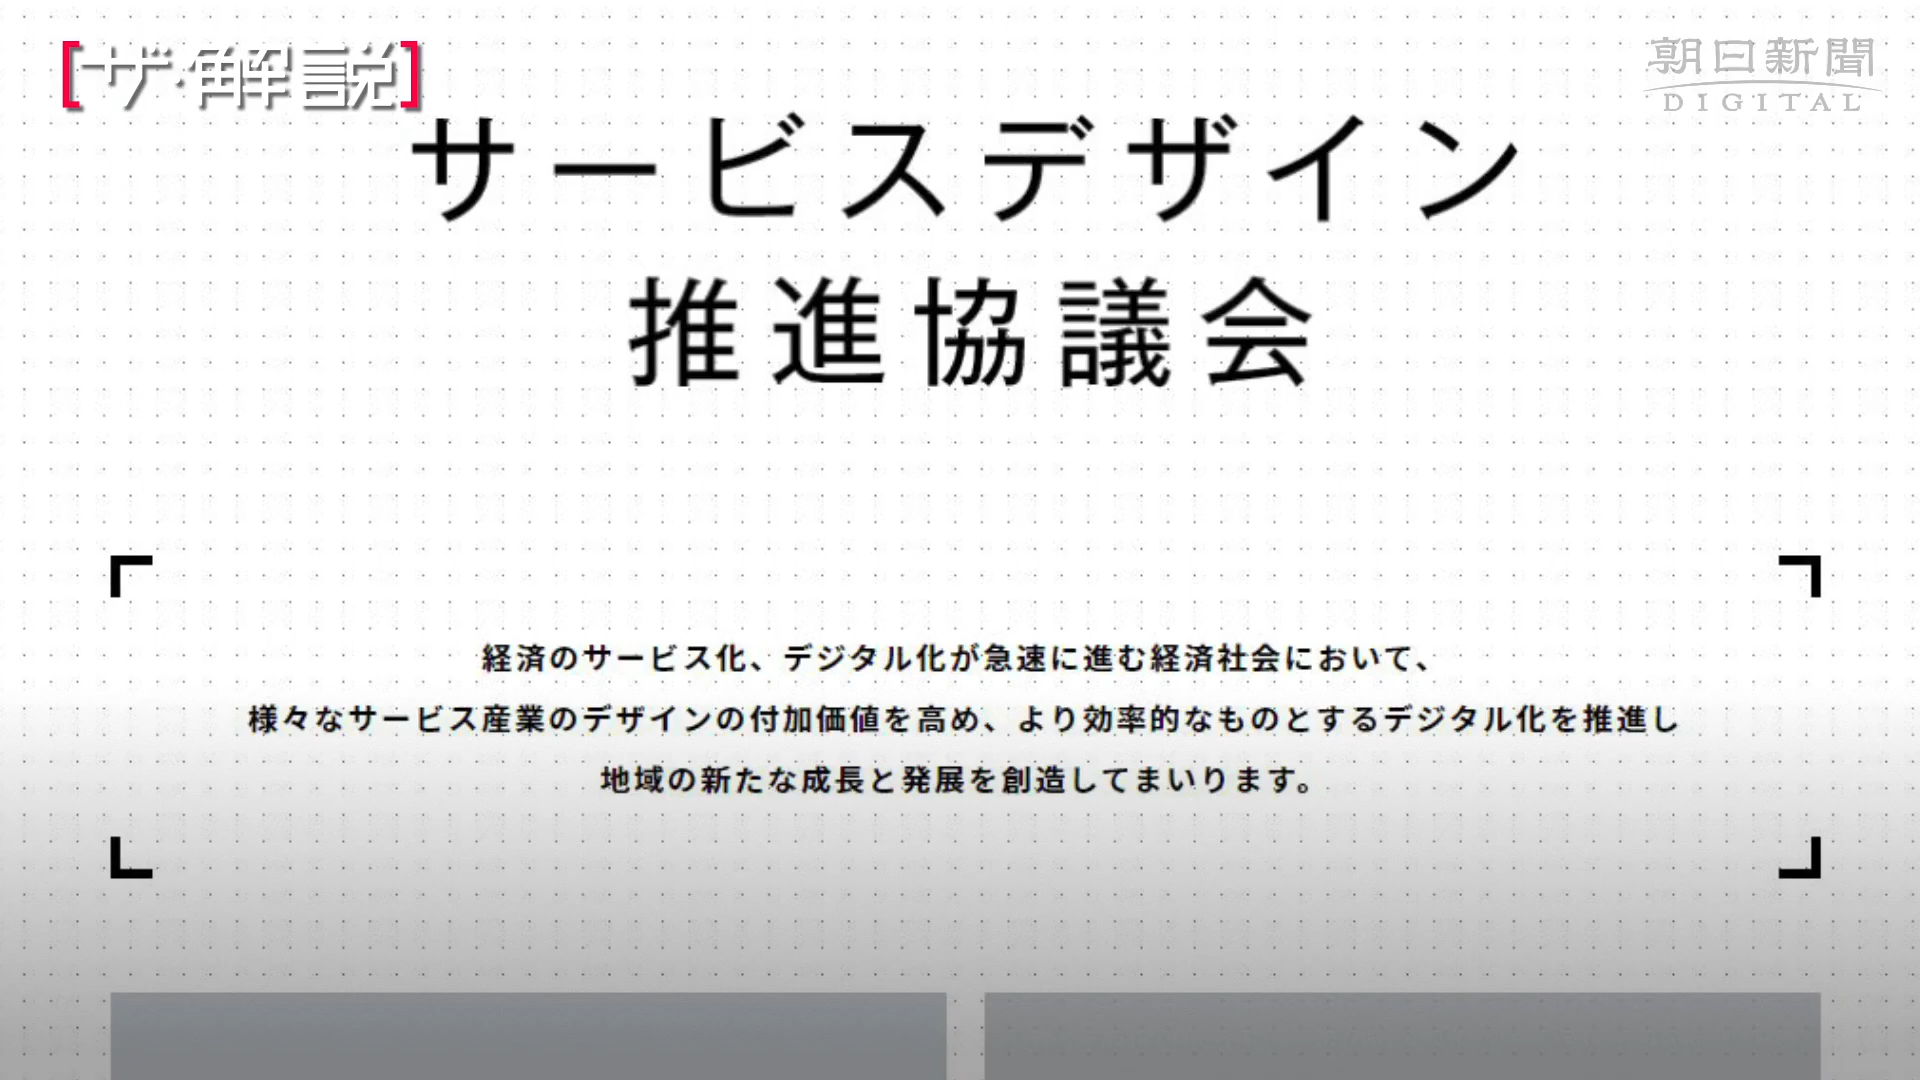 [ザ・解説]
朝日新聞
DIGITAL
サービスデザイン
推進協議会
経済のサービス化、デジタル化が急速に進む経済社会において、
様々なサービス産業のデザインの付加価値を高め、より効率的なものとするデジタル化を推進し
地域の新たな成長と発展を創造してまいります。